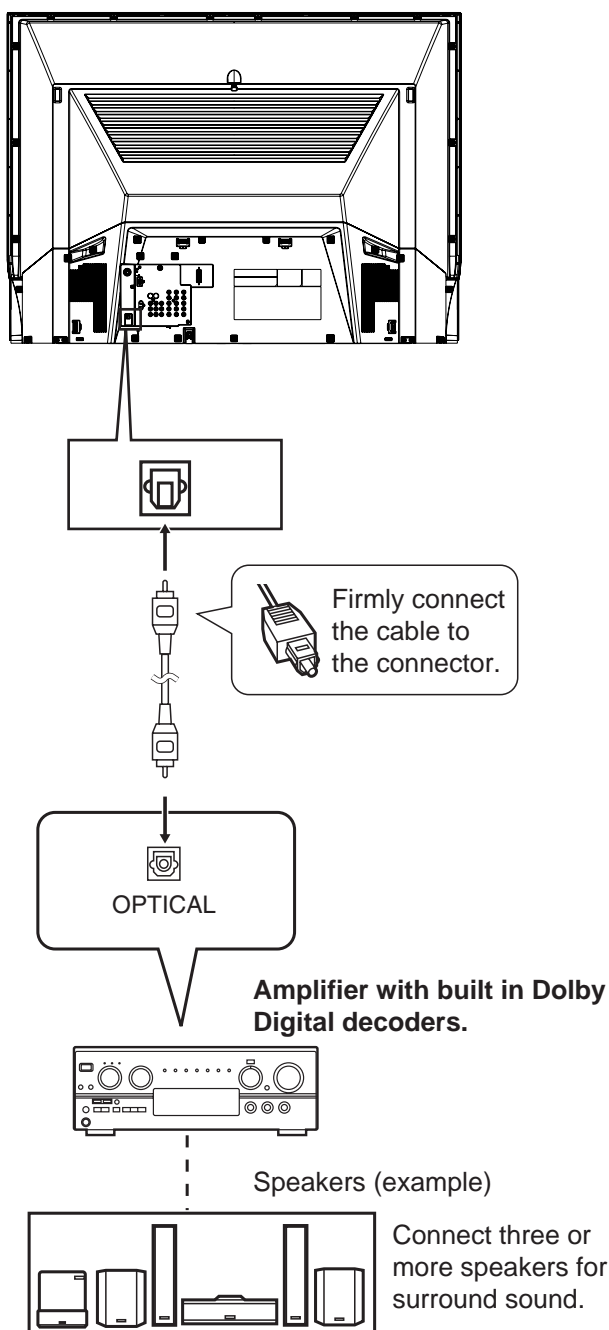 Firmly connect
the cable to
the connector.
OPTICAL
Amplifier with built in Dolby
Digital decoders.
Speakers (example)
Connect three or
more speakers for
surround sound.